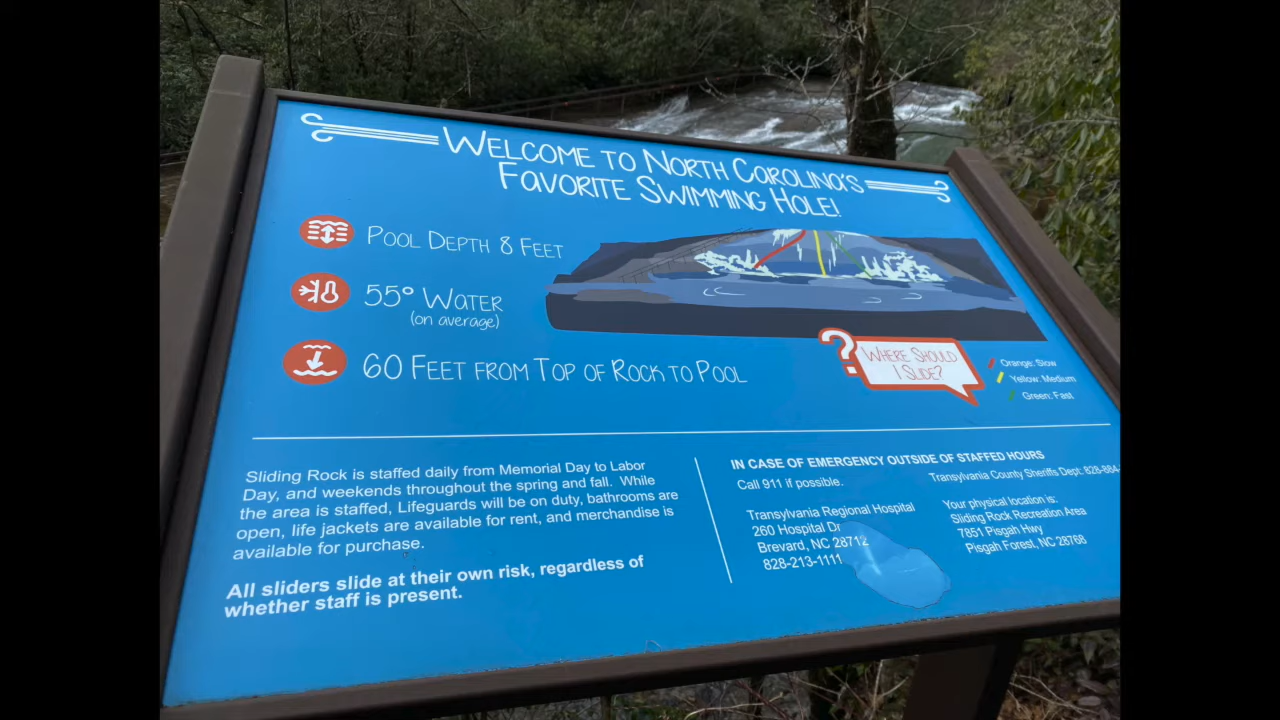 WELCOME TO NORTH CAROLINA'S
FAVORITE SWIMMING HOLE!
POOL DEPTH 8 FEET
55° WATER
(on average)
60 FEET FROM TOP OF ROCK TO POOL
?
WHERE SHOULD
I SLIDE?
Orange: Slow
Yellow: Medium
Green: Fast
Sliding Rock is staffed daily from Memorial Day to Labor
Day, and weekends throughout the spring and fall. While
the area is staffed, Lifeguards will be on duty, bathrooms are
open, life jackets are available for rent, and merchandise is
available for purchase.
All sliders slide at their own risk, regardless of
whether staff is present.
IN CASE OF EMERGENCY OUTSIDE OF STAFFED HOURS
Call 911 if possible.
Transylvania Regional Hospital
260 Hospital Dr
Brevard, NC 28712
828-213-1111
Transylvania County Sheriffs Dept: 828-884-
Your physical location is:
Sliding Rock Recreation Area
7851 Pisgah Hwy
Pisgah Forest, NC 28768